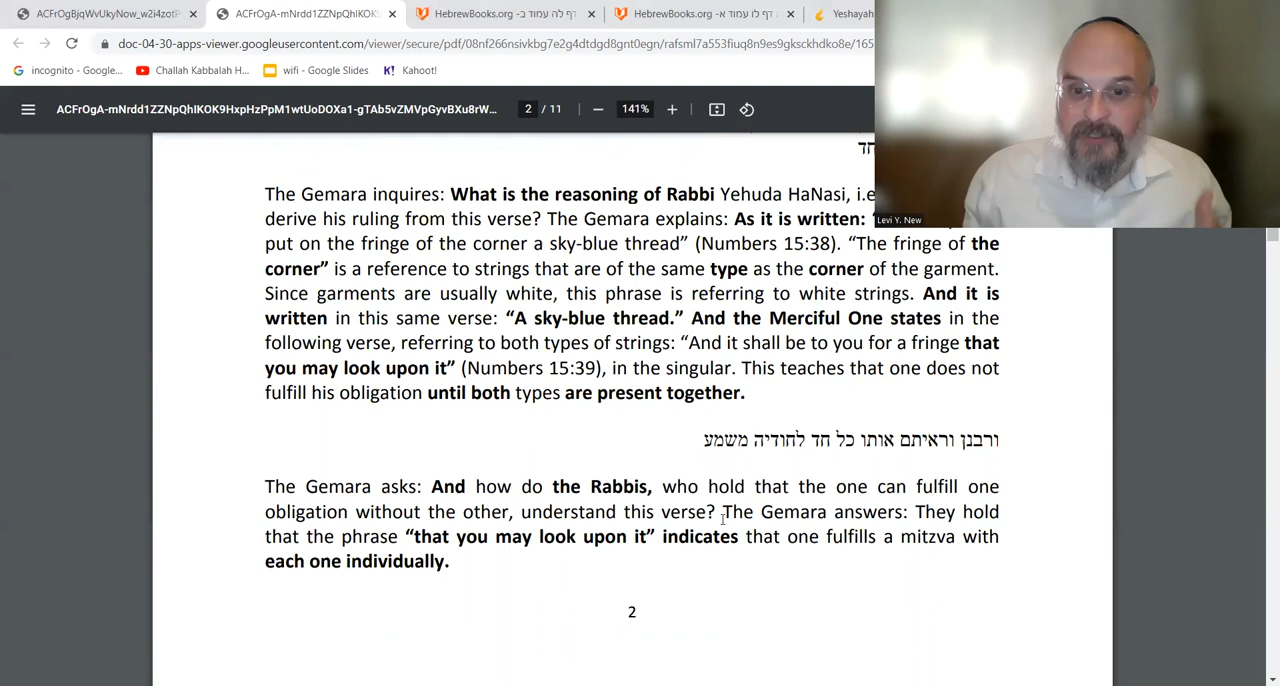 ACFrOgBjqWvUkyNow_w2i4zotP
ACFrOgA-mNrdd1ZZNpQhIKOK9
HebrewBooks.org - דף לה עמוד ב
HebrewBooks.org - דף לו עמוד א
Yeshayah
doc-04-30-apps-viewer.googleusercontent.com/viewer/secure/pdf/08nf266nsivkbg7e2g4dtdgd8gnt0egn/rafsml7a553fiuq8n9es9gksckhdko8e/165
incognito - Google...
Challah Kabbalah H...
wifi - Google Slides
Kahoot!
ACFrOgA-mNrdd1ZZNpQhIKOK9HxpHzPpM1wtUoDOXa1-gTAb5vZMVpGyvBXu8rW...
2 / 11
141%
חד
The Gemara inquires: What is the reasoning of Rabbi Yehuda HaNasi, i.e
derive his ruling from this verse? The Gemara explains: As it is written:
put on the fringe of the corner a sky-blue thread” (Numbers 15:38). “The fringe of the
corner” is a reference to strings that are of the same type as the corner of the garment.
Since garments are usually white, this phrase is referring to white strings. And it is
written in this same verse: “A sky-blue thread.” And the Merciful One states in the
following verse, referring to both types of strings: “And it shall be to you for a fringe that
you may look upon it” (Numbers 15:39), in the singular. This teaches that one does not
fulfill his obligation until both types are present together.
ורבנן וראיתם אותו כל חד לחודיה משמע
The Gemara asks: And how do the Rabbis, who hold that the one can fulfill one
obligation without the other, understand this verse? The Gemara answers: They hold
that the phrase “that you may look upon it” indicates that one fulfills a mitzva with
each one individually.
2
Levi Y. New